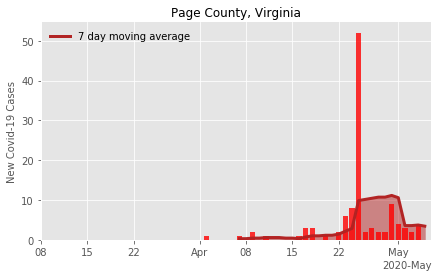 Page County, Virginia
7 day moving average
New Covid-19 Cases
50
40
30
20
10
0
08
15
22
Apr
08
15
22
May
2020-May